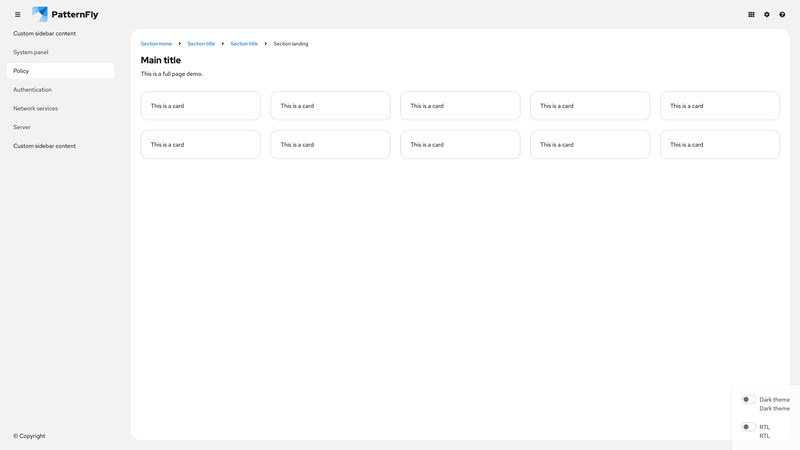 PatternFly
Custom sidebar content
System panel
Policy
Authentication
Network services
Server
Custom sidebar content
© Copyright
Section home
Section title
Section title
Section landing
Main title
This is a full page demo.
This is a card
This is a card
This is a card
This is a card
This is a card
This is a card
This is a card
This is a card
This is a card
This is a card
Dark theme
Dark theme
RTL
RTL